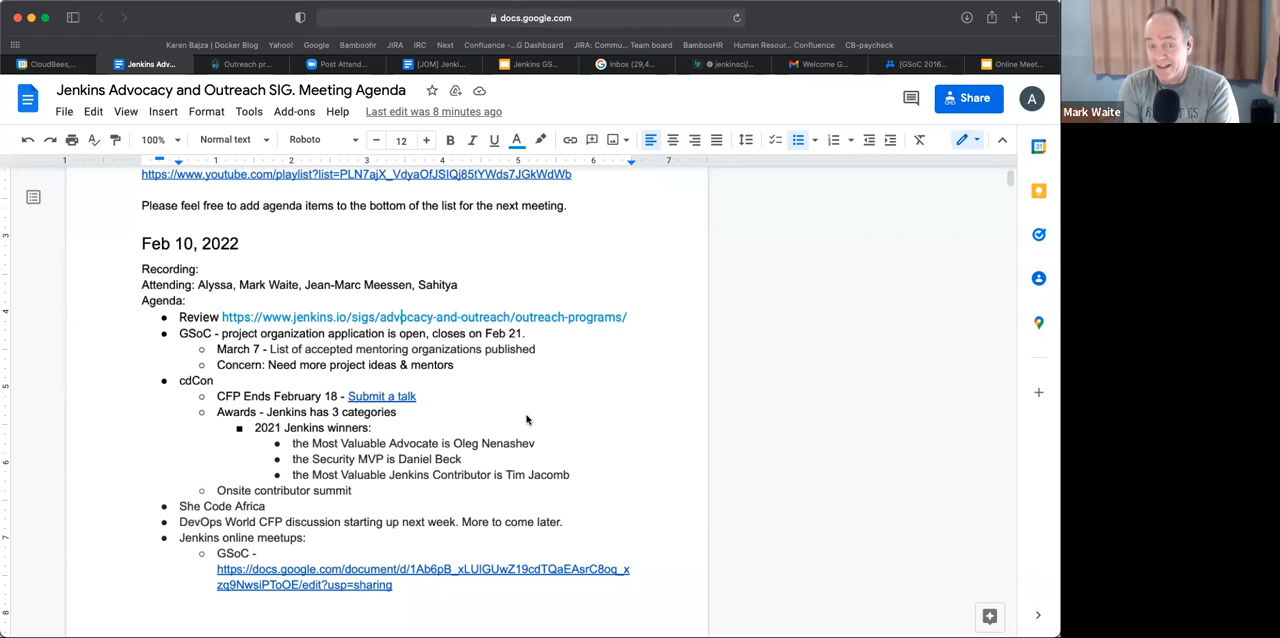 docs.google.com
Karen Bajza | Docker Blog Yahoo! Google Bamboohr JIRA IRC Next Confluence -...G Dashboard JIRA: Commu... Team board BambooHR Human Resour... Confluence CB-paycheck
CloudBees,... Jenkins Adv... Outreach pr... Post Attend... [JOM] Jenki... Jenkins GS... Inbox (29,4... jenkinsci/... Welcome G... [GSoC 2016... Online Meet...
Jenkins Advocacy and Outreach SIG. Meeting Agenda
Share
A
Mark Waite
File Edit View Insert Format Tools Add-ons Help Last edit was 8 minutes ago
100% Normal text Roboto 12 B I U A
1 1 2 3 4 5 6 7
https://www.youtube.com/playlist?list=PLN7ajX_VdyaOfJSIQj85tYWds7JGkWdWb
Please feel free to add agenda items to the bottom of the list for the next meeting.
Feb 10, 2022
Recording:
Attending: Alyssa, Mark Waite, Jean-Marc Meessen, Sahitya
Agenda:
Review https://www.jenkins.io/sigs/advocacy-and-outreach/outreach-programs/
GSoC - project organization application is open, closes on Feb 21.
March 7 - List of accepted mentoring organizations published
Concern: Need more project ideas & mentors
cdCon
CFP Ends February 18 - Submit a talk
Awards - Jenkins has 3 categories
2021 Jenkins winners:
the Most Valuable Advocate is Oleg Nenashev
the Security MVP is Daniel Beck
the Most Valuable Jenkins Contributor is Tim Jacomb
Onsite contributor summit
She Code Africa
DevOps World CFP discussion starting up next week. More to come later.
Jenkins online meetups:
GSoC -
https://docs.google.com/document/d/1Ab6pB_xLUlGUwZ19cdTQaEAsrC8oq_x
zq9NwsiPToOE/edit?usp=sharing